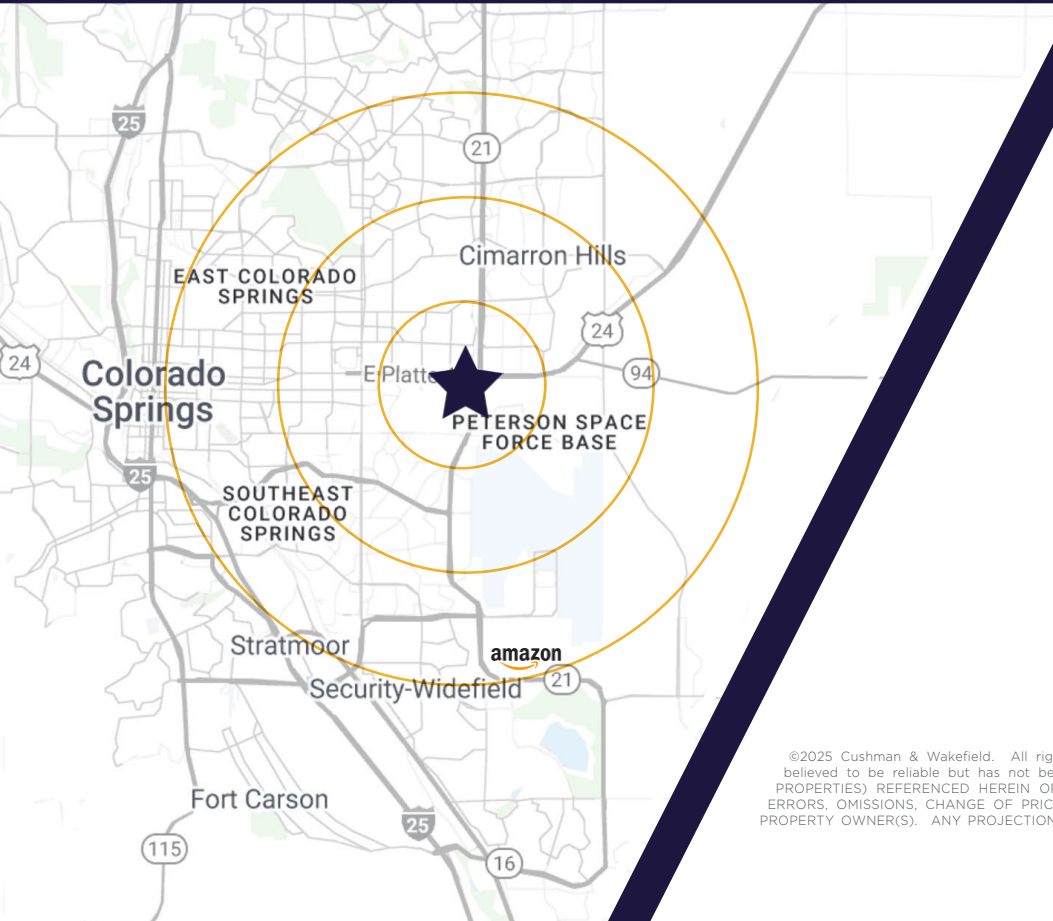 25
21
Cimarron Hills
EAST COLORADO
SPRINGS
24
24
Colorado
Springs
E Platte
94
PETERSON SPACE
FORCE BASE
25
SOUTHEAST
COLORADO
SPRINGS
Stratmoor
amazon
21
Security-Widefield
Fort Carson
25
115
16
©2025 Cushman & Wakefield. All rig
believed to be reliable but has not be
PROPERTIES) REFERENCED HEREIN OF
ERRORS, OMISSIONS, CHANGE OF PRIC
PROPERTY OWNER(S). ANY PROJECTION